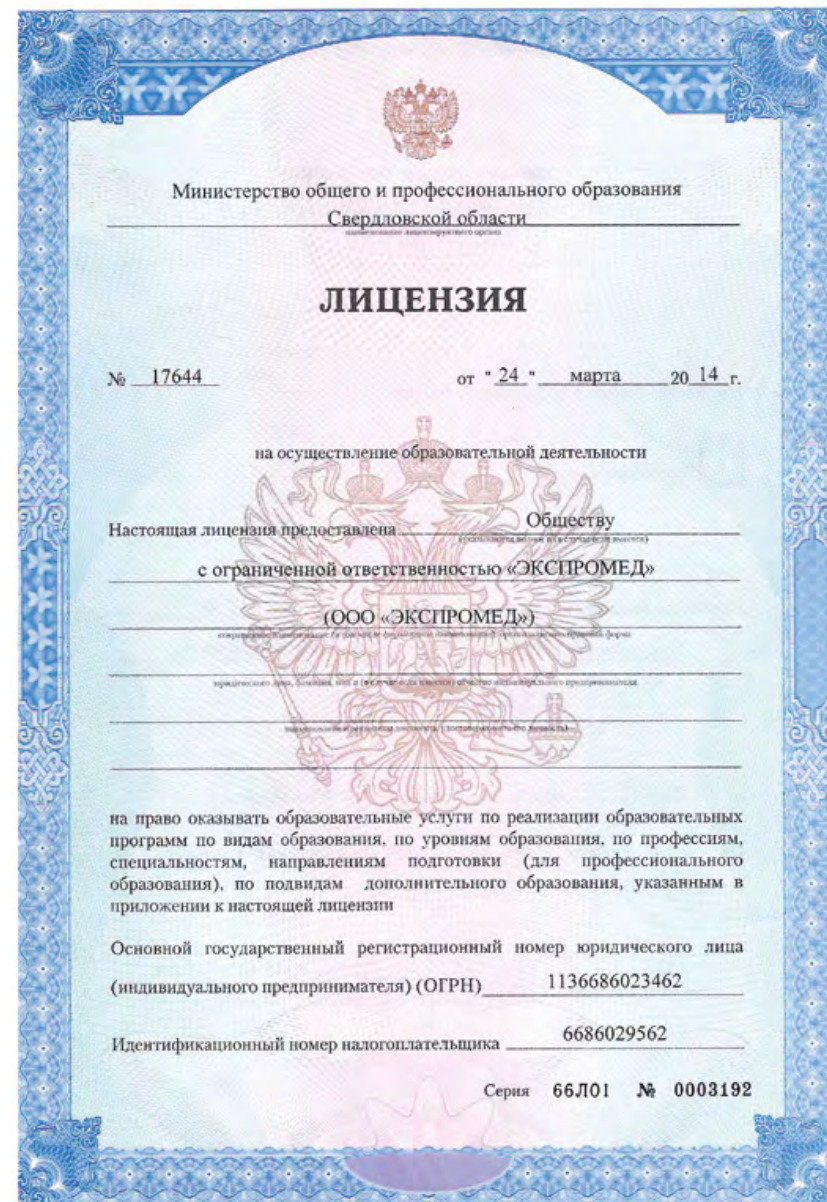 Министерство общего и профессионального образования
Свердловской области
наименование лицензирующего органа
ЛИЦЕНЗИЯ
№ 17644 от "24" марта 2014 г.
на осуществление образовательной деятельности
Настоящая лицензия предоставлена Обществу
с ограниченной ответственностью «ЭКСПРОМЕД»
(ООО «ЭКСПРОМЕД»)
на право оказывать образовательные услуги по реализации образовательных
программ по видам образования, по уровням образования, по профессиям,
специальностям, направлениям подготовки (для профессионального
образования), по подвидам дополнительного образования, указанным в
приложении к настоящей лицензии
Основной государственный регистрационный номер юридического лица
(индивидуального предпринимателя) (ОГРН) 1136686023462
Идентификационный номер налогоплательщика 6686029562
Серия 66Л01 № 0003192